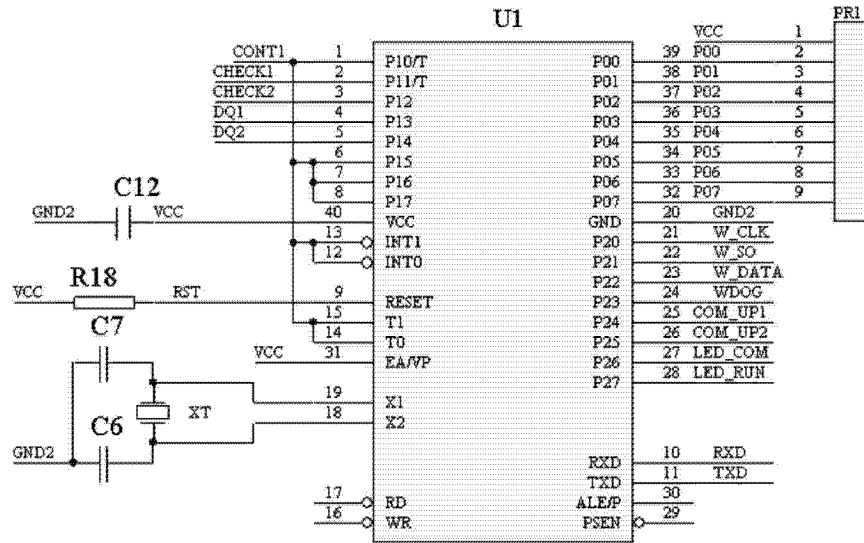 U1
PR1
CONT1 1 P10/T P00 39 P00 VCC 1
CHECK1 2 P11/T P01 38 P01 2
CHECK2 3 P12 P02 37 P02 3
DQ1 4 P13 P03 36 P03 4
DQ2 5 P14 P04 35 P04 5
6 P15 P05 34 P05 6
7 P16 P06 33 P06 7
8 P17 P07 32 P07 8
9
C12
GND2 VCC 40 VCC GND 20 GND2
13 INT1 P20 21 W_CLK
12 INT0 P21 22 W_SO
P22 23 W_DATA
R18
VCC RST 9 RESET P23 24 WDOG
15 T1 P24 25 COM_UP1
14 T0 P25 26 COM_UP2
C7
VCC 31 EA/VP P26 27 LED_COM
P27 28 LED_RUN
19 X1
XT 18 X2
C6
GND2
RXD 10 RXD
TXD 11 TXD
17 RD ALE/P 30
16 WR PSEN 29